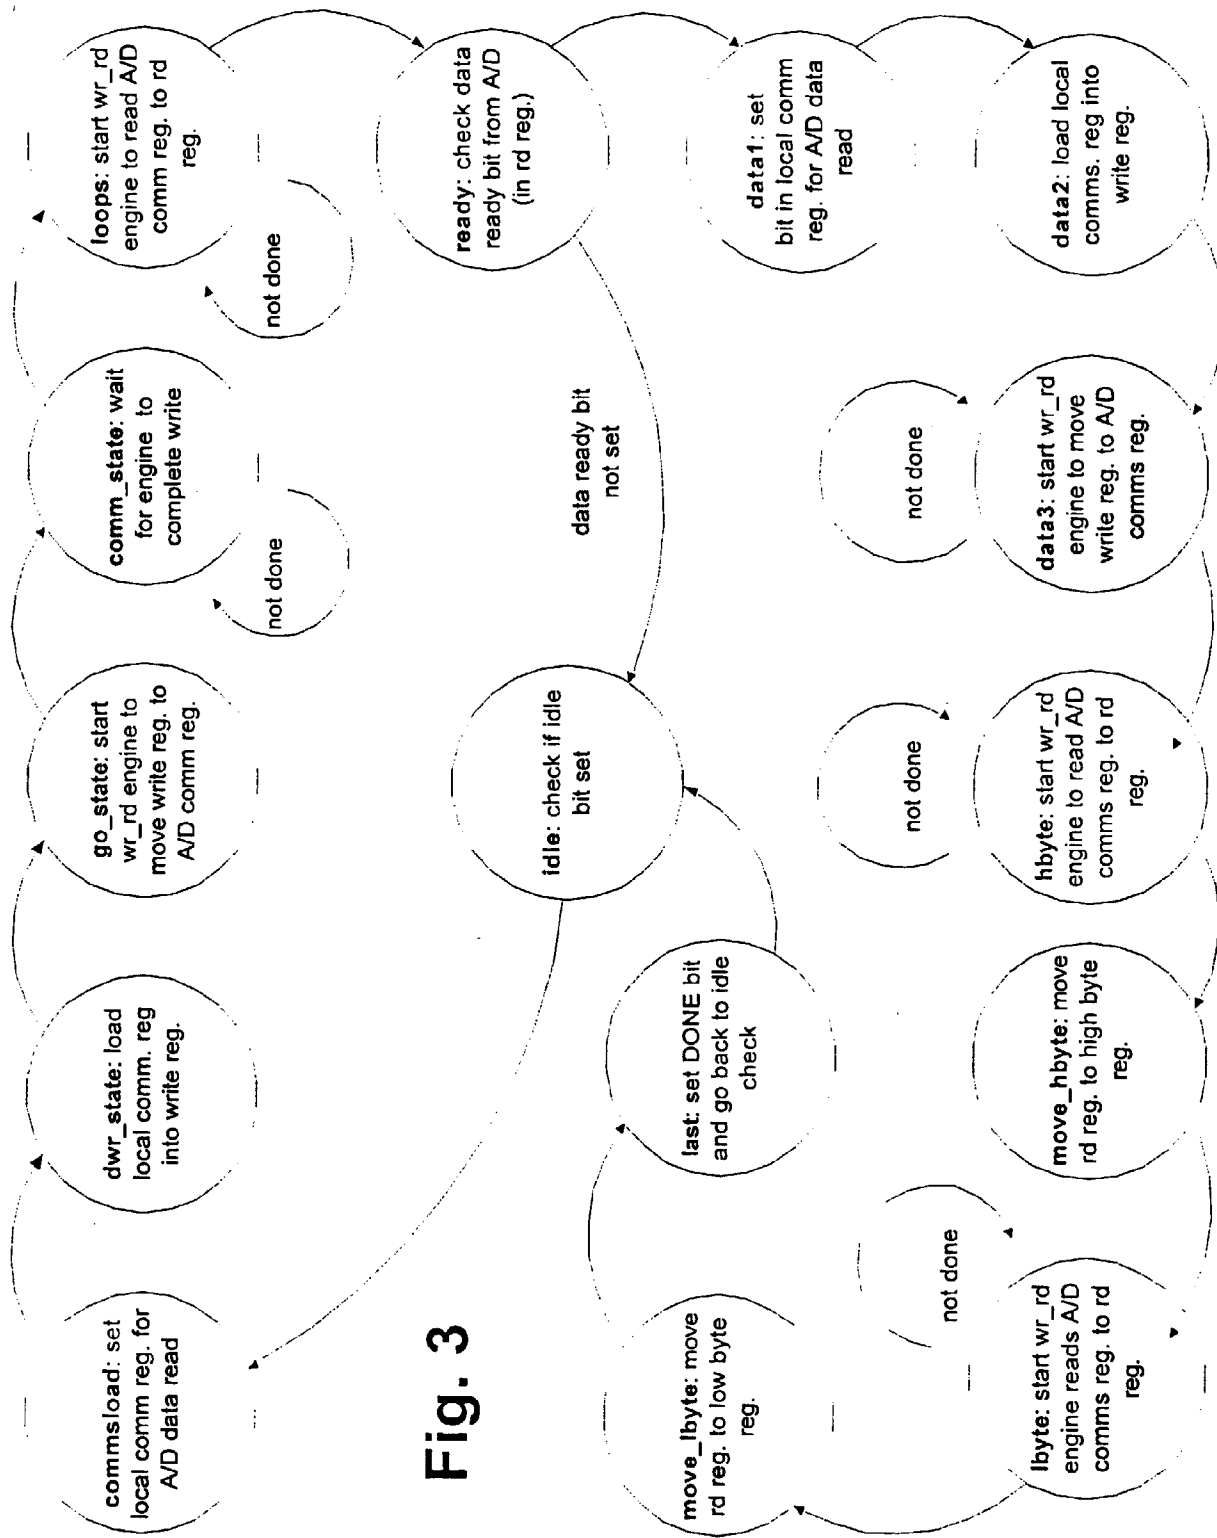 commsload: set
local comm reg. for
A/D data read
dwr_state: load
local comm. reg
into write reg.
go_state: start
wr_rd engine to
move write reg. to
A/D comm reg.
comm_state: wait
for engine to
complete write
not done
loops: start wr_rd
engine to read A/D
comm reg. to rd
reg.
not done
ready: check data
ready bit from A/D
(in rd reg.)
data ready bit
not set
idle: check if idle
bit set
data1: set
bit in local comm
reg. for A/D data
read
data2: load local
comms. reg into
write reg.
not done
data3: start wr_rd
engine to move
write reg. to A/D
comms reg.
not done
hbyte: start wr_rd
engine to read A/D
comms reg. to rd
reg.
move_hbyte: move
rd reg. to high byte
reg.
not done
lbyte: start wr_rd
engine reads A/D
comms reg. to rd
reg.
move_lbyte: move
rd reg. to low byte
reg.
last: set DONE bit
and go back to idle
check
Fig. 3